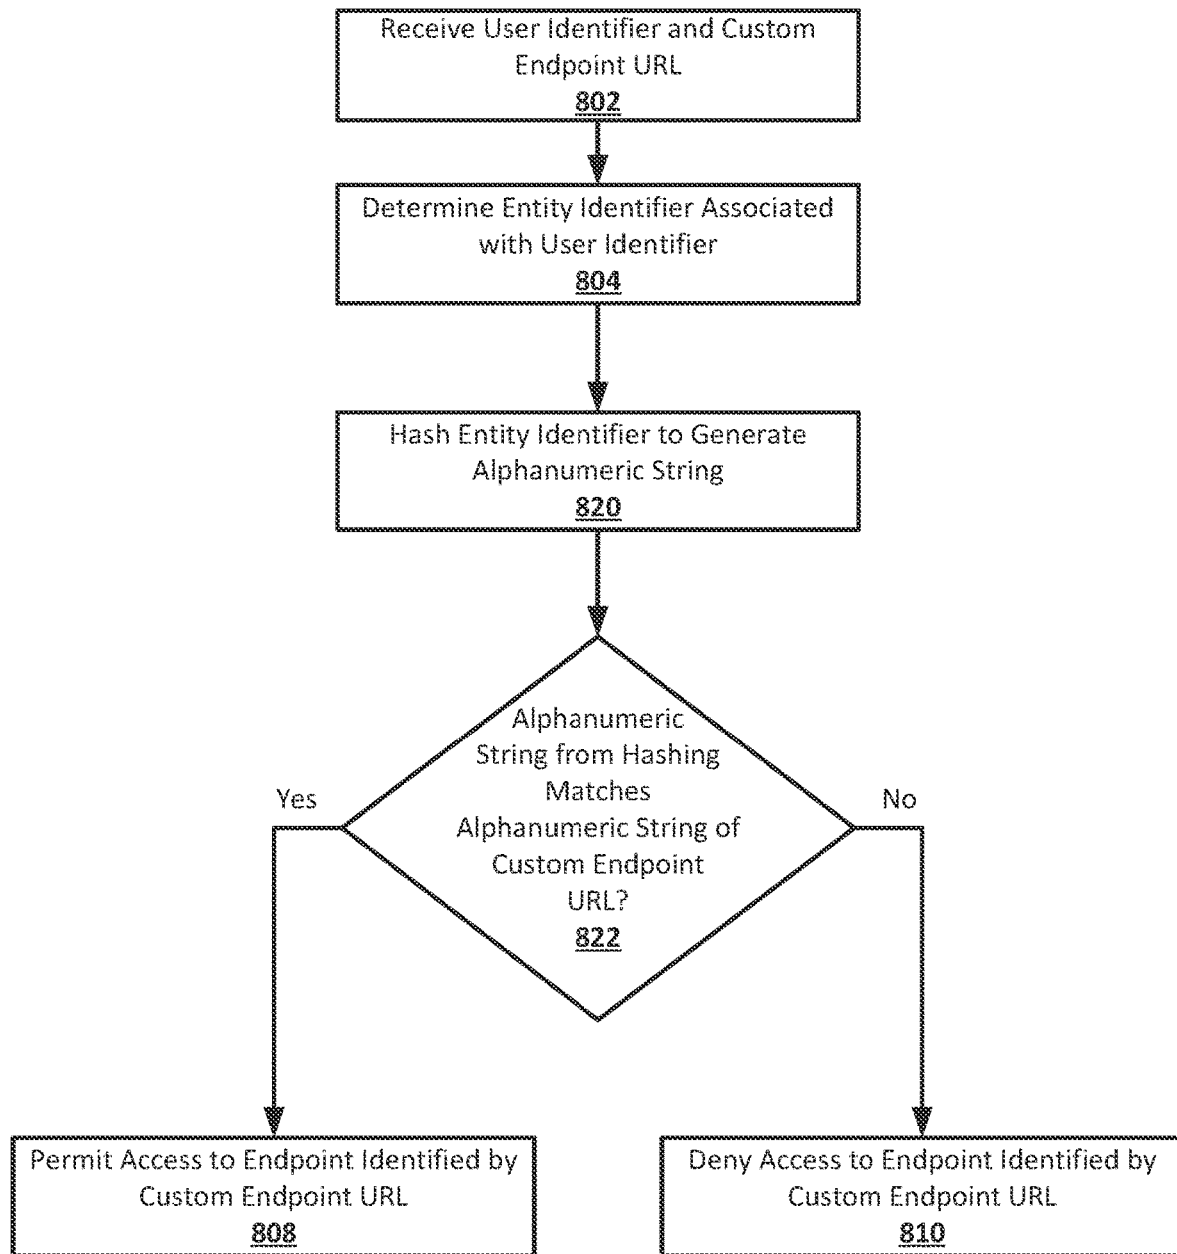 Receive User Identifier and Custom
Endpoint URL
802
Determine Entity Identifier Associated
with User Identifier
804
Hash Entity Identifier to Generate
Alphanumeric String
820
Alphanumeric
String from Hashing
Matches
Alphanumeric String of
Custom Endpoint
URL?
822
Yes
No
Permit Access to Endpoint Identified by
Custom Endpoint URL
808
Deny Access to Endpoint Identified by
Custom Endpoint URL
810